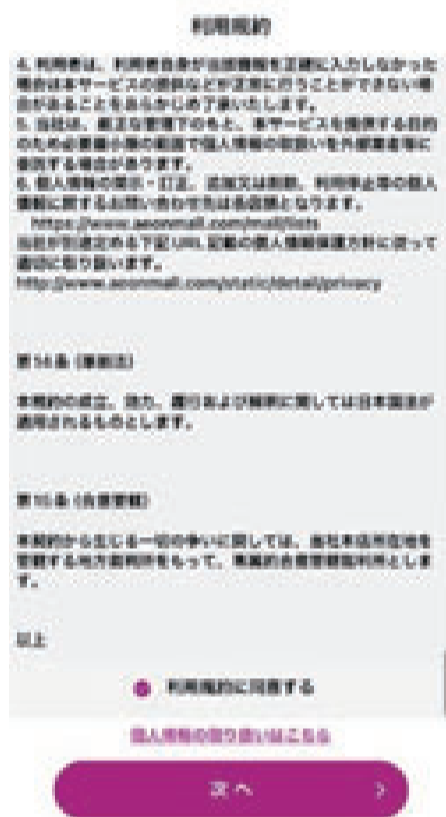 利用規約
4. 利用者は、利用者自身が当該情報を正確に入力しなかった
場合は本サービスの提供などが正常に行うことができない場
合があることをあらかじめ了承いたします。
5. 当社は、厳正な管理下のもと、本サービスを提供する目的
のため必要最小限の範囲で個人情報の取扱いを外部業者等に
委託する場合があります。
6. 個人情報の開示・訂正、追加又は削除、利用停止等の個人
情報に関するお問い合わせ先は各店舗となります。
https://www.aeonmall.com/mall/lists
当社が別途定める下記URL記載の個人情報保護方針に従って
適切に取り扱います。
http://www.aeonmall.com/static/detail/privacy
第14条 (準拠法)
本規約の成立、効力、履行および解釈に関しては日本国法が
適用されるものとします。
第15条 (合意管轄)
本規約から生じる一切の争いに関しては、当社本店所在地を
管轄する地方裁判所をもって、専属的合意管轄裁判所としま
す。
以上
利用規約に同意する
個人情報の取り扱いはこちら
次へ